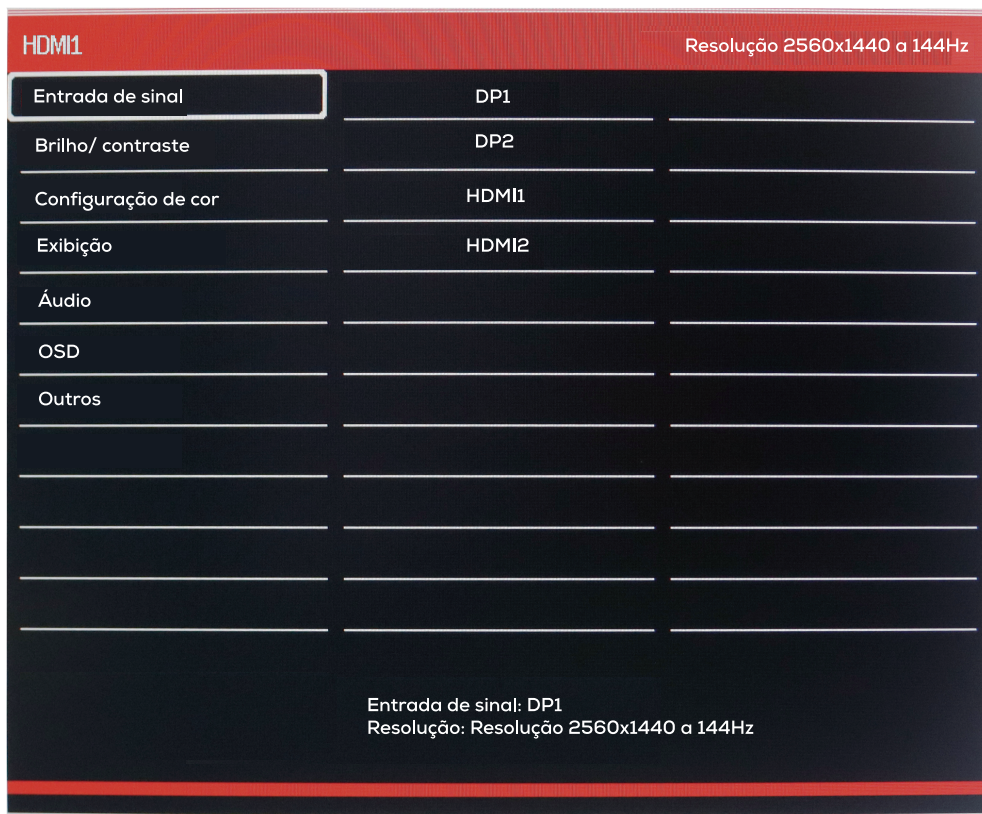 HDMI1
Resolução 2560x1440 a 144Hz
Entrada de sinal
DP1
Brilho/ contraste
DP2
Configuração de cor
HDMI1
Exibição
HDMI2
Áudio
OSD
Outros
Entrada de sinal: DP1
Resolução: Resolução 2560x1440 a 144Hz